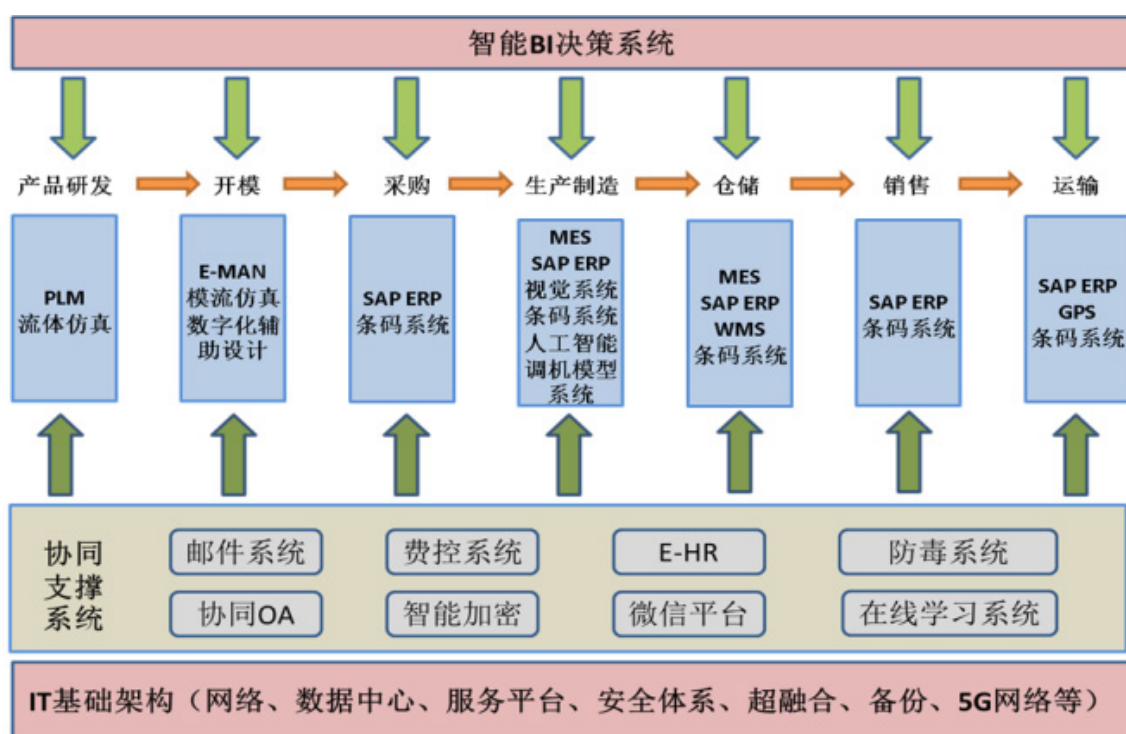 智能BI决策系统
产品研发
开模
采购
生产制造
仓储
销售
运输
PLM
流体仿真
E-MAN
模流仿真
数字化辅
助设计
SAP ERP
条码系统
MES
SAP ERP
视觉系统
条码系统
人工智能
调机模型
系统
MES
SAP ERP
WMS
条码系统
SAP ERP
条码系统
SAP ERP
GPS
条码系统
协同
支撑
系统
邮件系统
费控系统
E-HR
防毒系统
协同OA
智能加密
微信平台
在线学习系统
IT基础架构（网络、数据中心、服务平台、安全体系、超融合、备份、5G网络等）